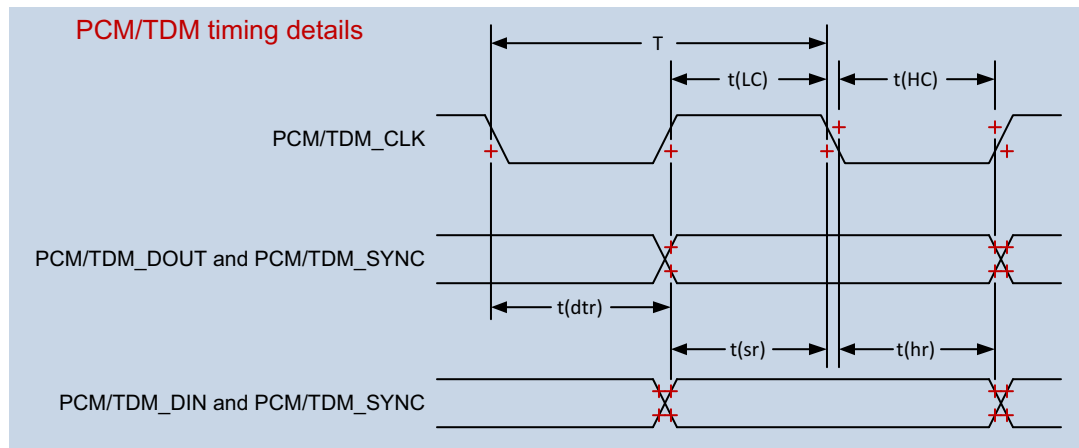 PCM/TDM timing details
T
t(LC)
t(HC)
PCM/TDM_CLK
PCM/TDM_DOUT and PCM/TDM_SYNC
t(dtr)
t(sr)
t(hr)
PCM/TDM_DIN and PCM/TDM_SYNC